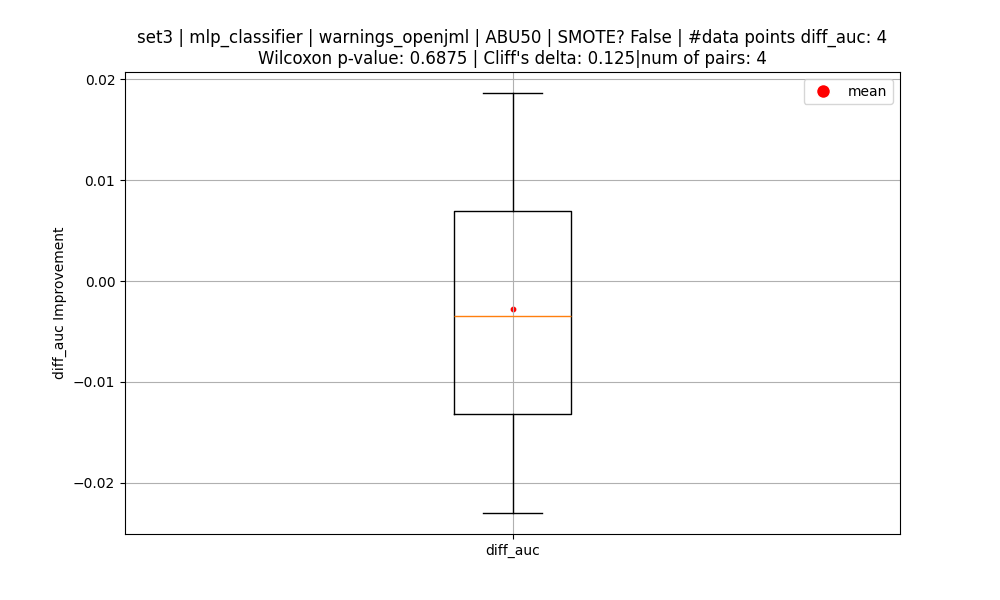 set3 | mlp_classifier | warnings_openjml | ABU50 | SMOTE? False | #data points diff_auc: 4
Wilcoxon p-value: 0.6875 | Cliff's delta: 0.125|num of pairs: 4
mean
0.02
0.01
0.00
−0.01
−0.02
diff_auc Improvement
diff_auc